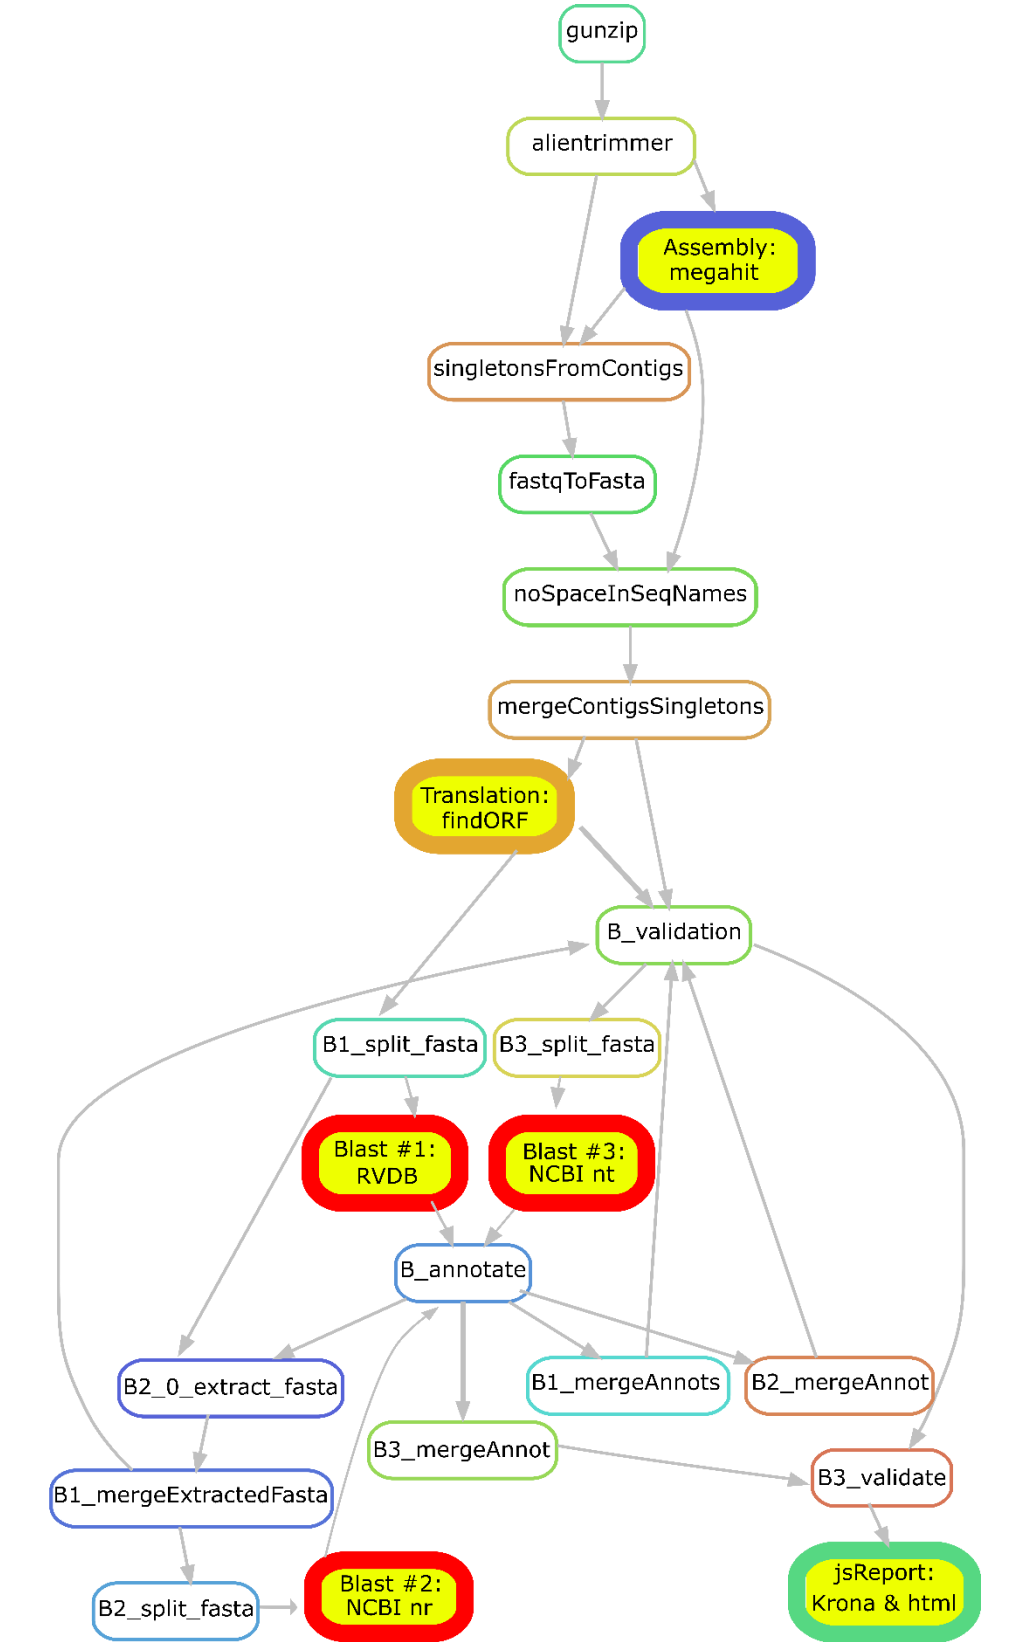 gunzip
alientrimmer
Assembly:
megahit
singletonsFromContigs
fastqToFasta
noSpaceInSeqNames
mergeContigsSingletons
Translation:
findORF
B_validation
B1_split_fasta
B3_split_fasta
Blast #1:
RVDB
Blast #3:
NCBI nt
B_annotate
B2_0_extract_fasta
B1_mergeAnnots
B2_mergeAnnot
B3_mergeAnnot
B3_validate
B1_mergeExtractedFasta
B2_split_fasta
Blast #2:
NCBI nr
jsReport:
Krona & html